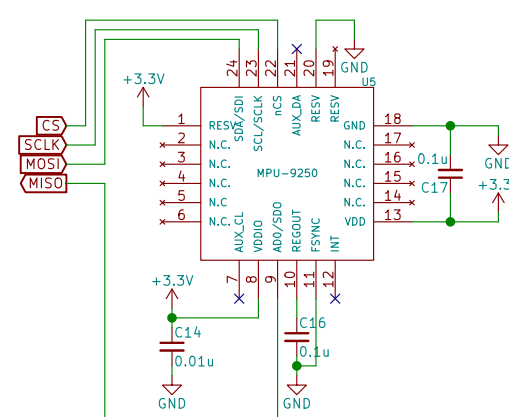 24
23
22
21
20
19
GND
U5
+3.3V
SDA/SDI
SCL/SCLK
nCS
AUX_DA
RESV
RESV
CS
SCLK
MOSI
MISO
1
2
3
4
5
6
RESV
N.C.
N.C.
N.C.
N.C
N.C.
MPU-9250
GND
N.C.
N.C.
N.C.
N.C.
VDD
18
17
16
15
14
13
0.1u
C17
GND
+3.3
AUX_CL
VDDIO
AD0/SDO
REGOUT
FSYNC
INT
7
8
9
10
11
12
+3.3V
C14
0.01u
GND
C16
0.1u
GND